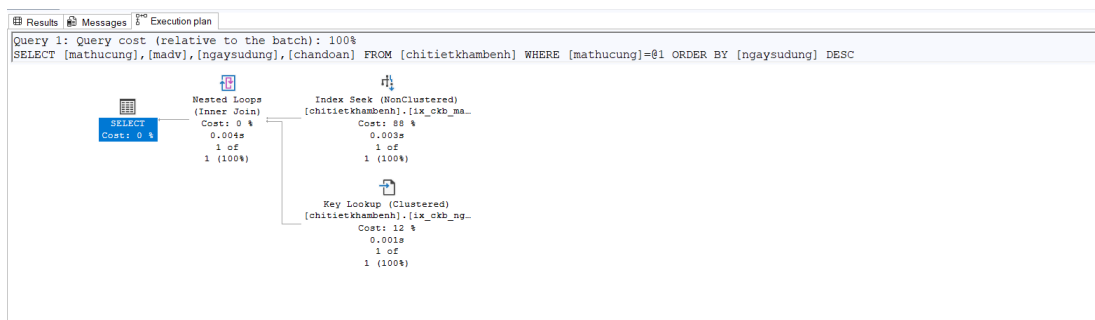 Results Messages Execution plan
Query 1: Query cost (relative to the batch): 100%
SELECT [mathucung],[madv],[ngaysudung],[chandoan] FROM [chitietkhambenh] WHERE [mathucung]=@1 ORDER BY [ngaysudung] DESC
SELECT
Cost: 0 %
Nested Loops
(Inner Join)
Cost: 0 %
0.004s
1 of
1 (100%)
Index Seek (NonClustered)
[chitietkhambenh].[ix_ckb_ma…
Cost: 88 %
0.003s
1 of
1 (100%)
Key Lookup (Clustered)
[chitietkhambenh].[ix_ckb_ng…
Cost: 12 %
0.001s
1 of
1 (100%)